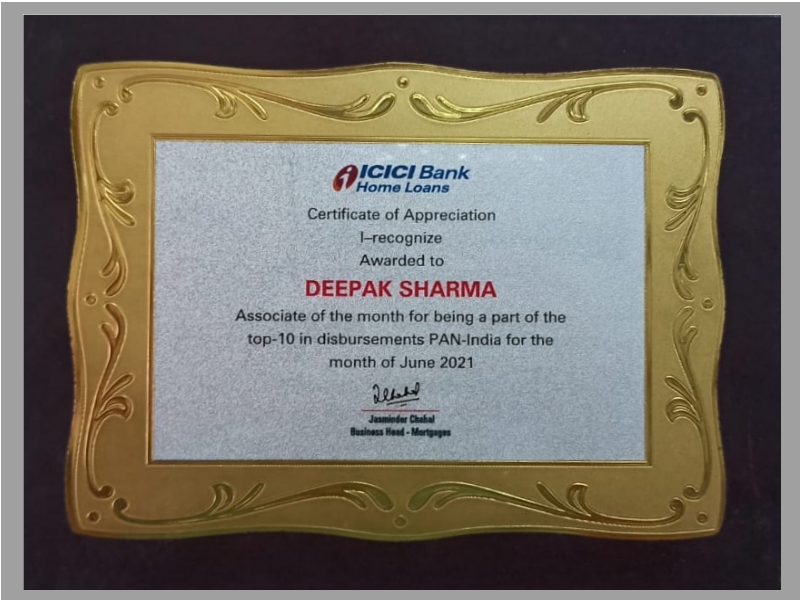 ICICI Bank
Home Loans
Certificate of Appreciation
I–recognize
Awarded to
DEEPAK SHARMA
Associate of the month for being a part of the
top-10 in disbursements PAN-India for the
month of June 2021
Jasminder Chahal
Business Head - Mortgages